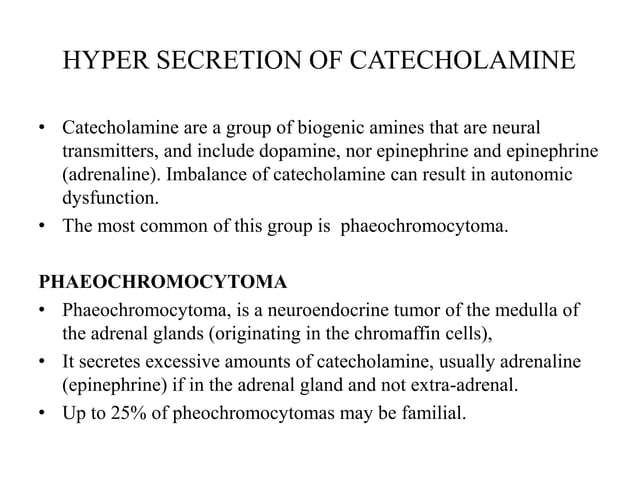 HYPER SECRETION OF CATECHOLAMINE
• Catecholamine are a group of biogenic amines that are neural
transmitters, and include dopamine, nor epinephrine and epinephrine
(adrenaline). Imbalance of catecholamine can result in autonomic
dysfunction.
• The most common of this group is  phaeochromocytoma.
PHAEOCHROMOCYTOMA
• Phaeochromocytoma, is a neuroendocrine tumor of the medulla of
the adrenal glands (originating in the chromaffin cells),
• It secretes excessive amounts of catecholamine, usually adrenaline
(epinephrine) if in the adrenal gland and not extra-adrenal.
• Up to 25% of pheochromocytomas may be familial.